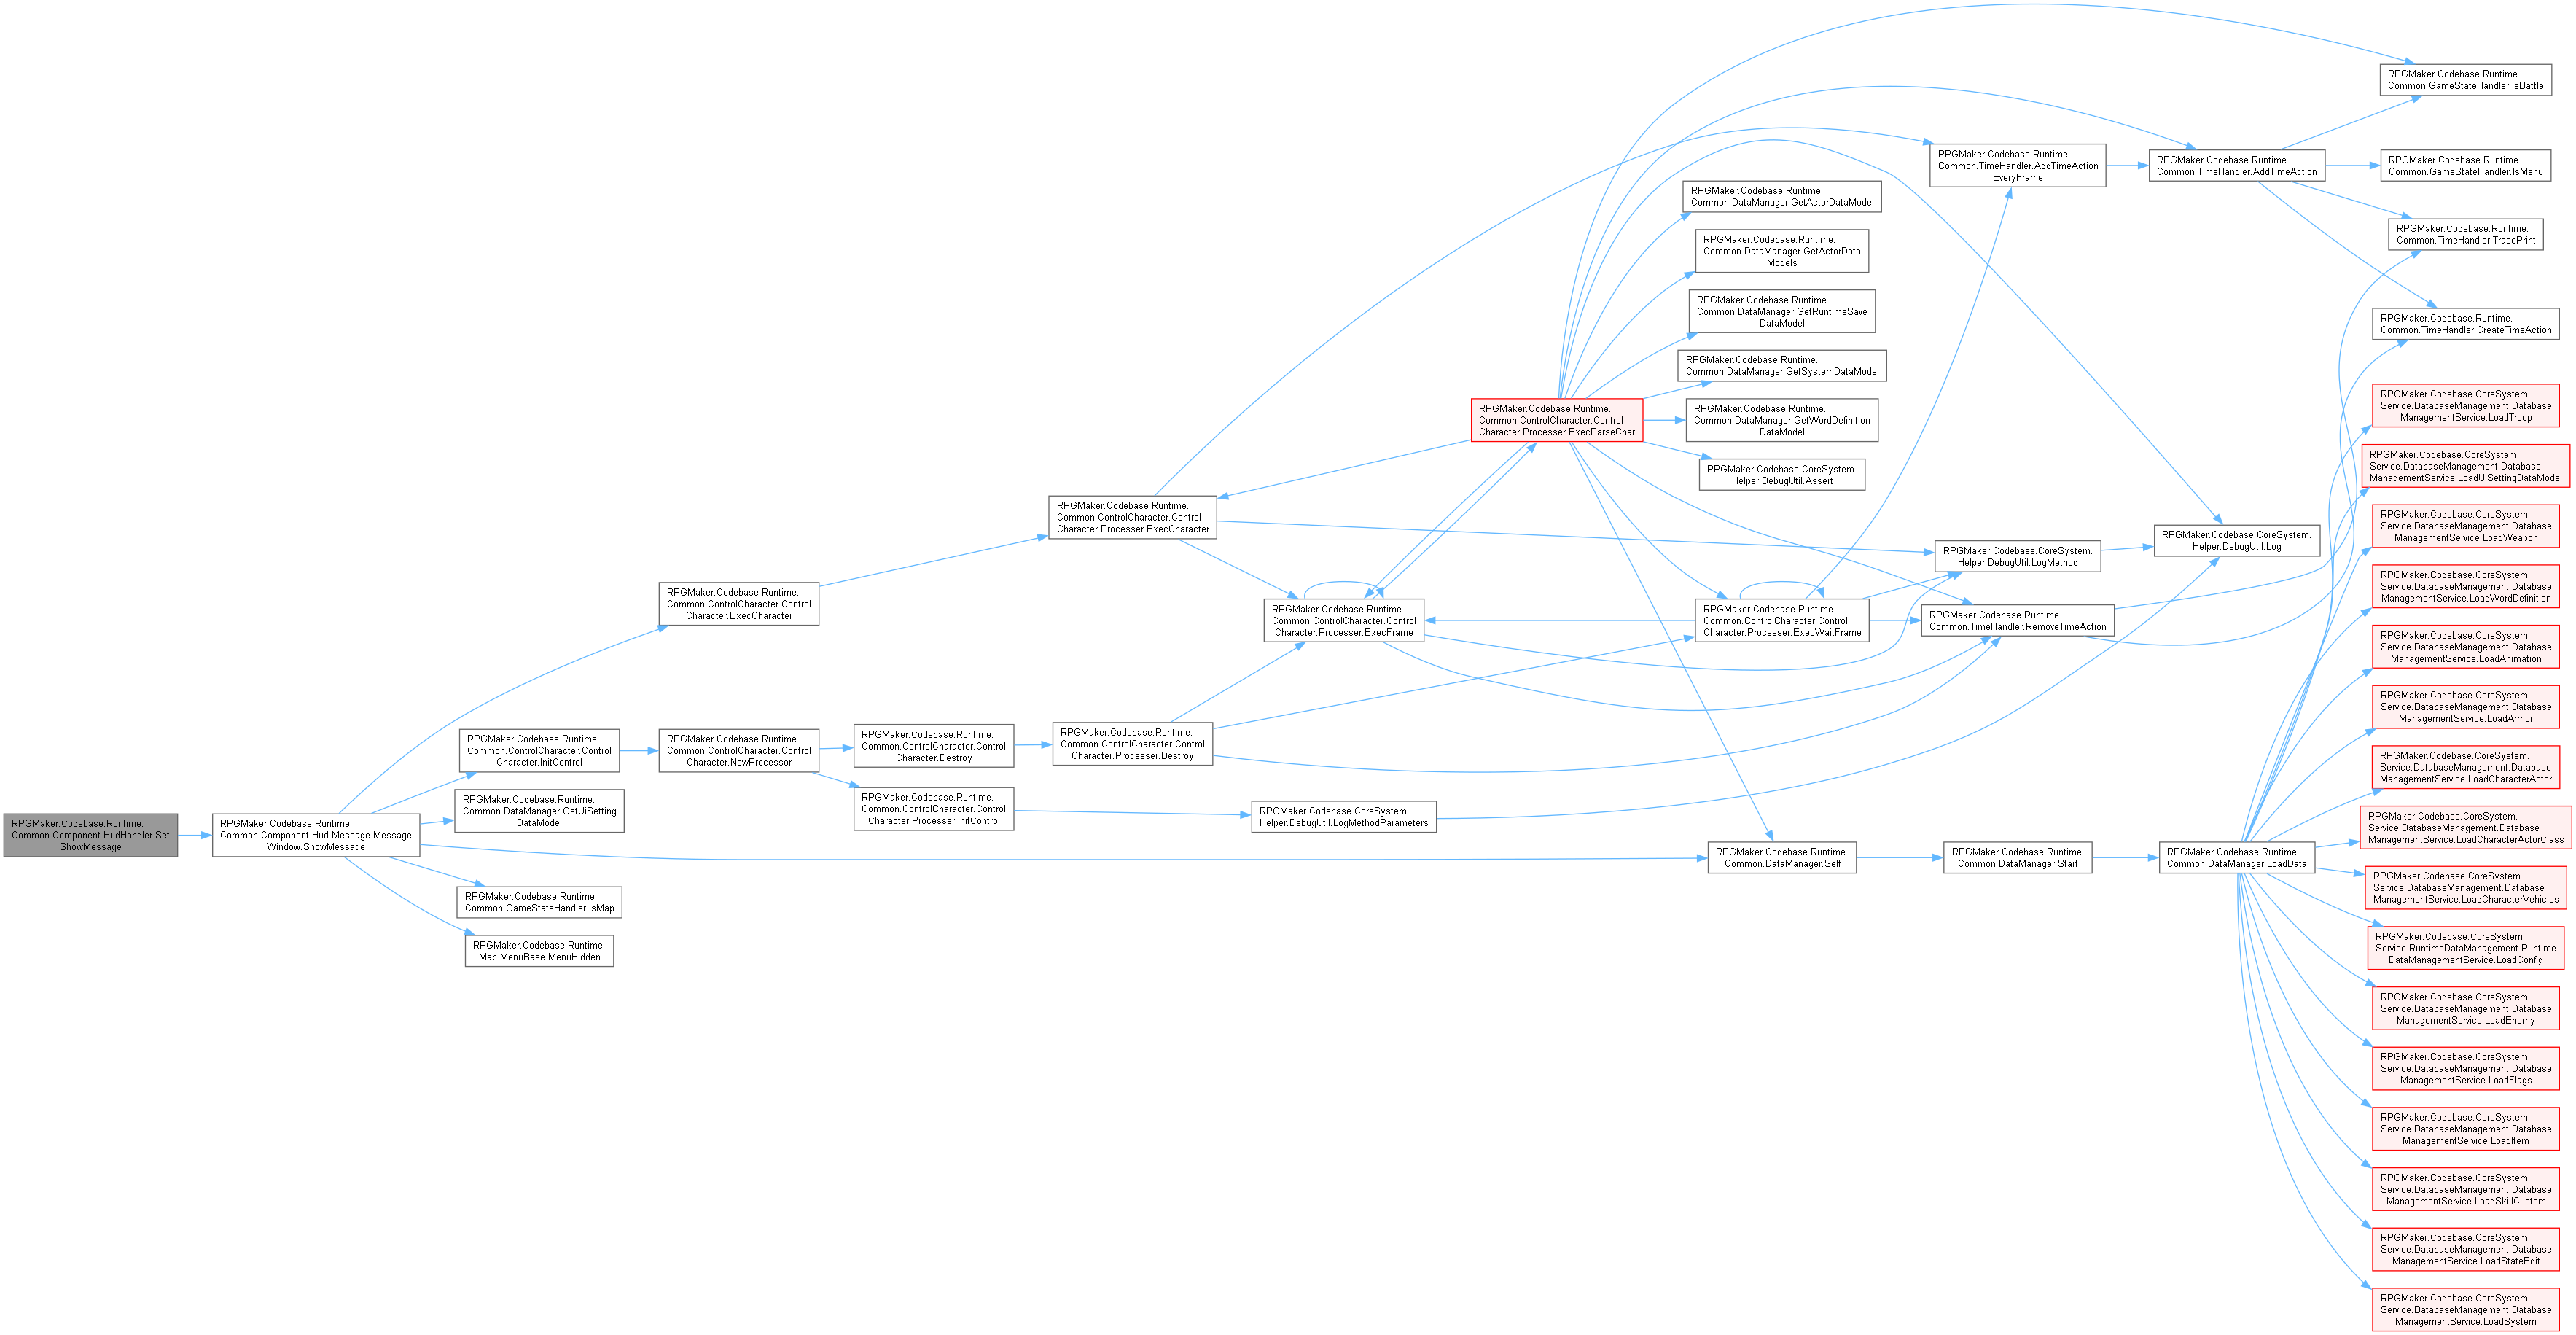 RPGMaker.Codebase.Runtime.
Common.Component.HudHandler.Set
ShowMessage
RPGMaker.Codebase.Runtime.
Common.Component.Hud.Message.Message
Window.ShowMessage
RPGMaker.Codebase.Runtime.
Common.ControlCharacter.Control
Character.InitControl
RPGMaker.Codebase.Runtime.
Common.DataManager.GetUiSetting
DataModel
RPGMaker.Codebase.Runtime.
Common.GameStateHandler.IsMap
RPGMaker.Codebase.Runtime.
Map.MenuBase.MenuHidden
RPGMaker.Codebase.Runtime.
Common.ControlCharacter.Control
Character.ExecCharacter
RPGMaker.Codebase.Runtime.
Common.ControlCharacter.Control
Character.NewProcessor
RPGMaker.Codebase.Runtime.
Common.ControlCharacter.Control
Character.Destroy
RPGMaker.Codebase.Runtime.
Common.ControlCharacter.Control
Character.Processer.InitControl
RPGMaker.Codebase.Runtime.
Common.ControlCharacter.Control
Character.Processer.ExecCharacter
RPGMaker.Codebase.Runtime.
Common.ControlCharacter.Control
Character.Processer.Destroy
RPGMaker.Codebase.Runtime.
Common.ControlCharacter.Control
Character.Processer.ExecFrame
RPGMaker.Codebase.CoreSystem.
Helper.DebugUtil.LogMethodParameters
RPGMaker.Codebase.Runtime.
Common.ControlCharacter.Control
Character.Processer.ExecParseChar
RPGMaker.Codebase.Runtime.
Common.DataManager.GetActorDataModel
RPGMaker.Codebase.Runtime.
Common.DataManager.GetActorData
Models
RPGMaker.Codebase.Runtime.
Common.DataManager.GetRuntimeSave
DataModel
RPGMaker.Codebase.Runtime.
Common.DataManager.GetSystemDataModel
RPGMaker.Codebase.Runtime.
Common.DataManager.GetWordDefinition
DataModel
RPGMaker.Codebase.CoreSystem.
Helper.DebugUtil.Assert
RPGMaker.Codebase.Runtime.
Common.ControlCharacter.Control
Character.Processer.ExecWaitFrame
RPGMaker.Codebase.Runtime.
Common.DataManager.Self
RPGMaker.Codebase.Runtime.
Common.TimeHandler.AddTimeAction
EveryFrame
RPGMaker.Codebase.CoreSystem.
Helper.DebugUtil.LogMethod
RPGMaker.Codebase.Runtime.
Common.TimeHandler.RemoveTimeAction
RPGMaker.Codebase.Runtime.
Common.DataManager.Start
RPGMaker.Codebase.Runtime.
Common.TimeHandler.AddTimeAction
RPGMaker.Codebase.CoreSystem.
Helper.DebugUtil.Log
RPGMaker.Codebase.Runtime.
Common.DataManager.LoadData
RPGMaker.Codebase.Runtime.
Common.GameStateHandler.IsBattle
RPGMaker.Codebase.Runtime.
Common.GameStateHandler.IsMenu
RPGMaker.Codebase.Runtime.
Common.TimeHandler.TracePrint
RPGMaker.Codebase.Runtime.
Common.TimeHandler.CreateTimeAction
RPGMaker.Codebase.CoreSystem.
Service.DatabaseManagement.Database
ManagementService.LoadTroop
RPGMaker.Codebase.CoreSystem.
Service.DatabaseManagement.Database
ManagementService.LoadUiSettingDataModel
RPGMaker.Codebase.CoreSystem.
Service.DatabaseManagement.Database
ManagementService.LoadWeapon
RPGMaker.Codebase.CoreSystem.
Service.DatabaseManagement.Database
ManagementService.LoadWordDefinition
RPGMaker.Codebase.CoreSystem.
Service.DatabaseManagement.Database
ManagementService.LoadAnimation
RPGMaker.Codebase.CoreSystem.
Service.DatabaseManagement.Database
ManagementService.LoadArmor
RPGMaker.Codebase.CoreSystem.
Service.DatabaseManagement.Database
ManagementService.LoadCharacterActor
RPGMaker.Codebase.CoreSystem.
Service.DatabaseManagement.Database
ManagementService.LoadCharacterActorClass
RPGMaker.Codebase.CoreSystem.
Service.DatabaseManagement.Database
ManagementService.LoadCharacterVehicles
RPGMaker.Codebase.CoreSystem.
Service.RuntimeDataManagement.Runtime
DataManagementService.LoadConfig
RPGMaker.Codebase.CoreSystem.
Service.DatabaseManagement.Database
ManagementService.LoadEnemy
RPGMaker.Codebase.CoreSystem.
Service.DatabaseManagement.Database
ManagementService.LoadFlags
RPGMaker.Codebase.CoreSystem.
Service.DatabaseManagement.Database
ManagementService.LoadItem
RPGMaker.Codebase.CoreSystem.
Service.DatabaseManagement.Database
ManagementService.LoadSkillCustom
RPGMaker.Codebase.CoreSystem.
Service.DatabaseManagement.Database
ManagementService.LoadStateEdit
RPGMaker.Codebase.CoreSystem.
Service.DatabaseManagement.Database
ManagementService.LoadSystem